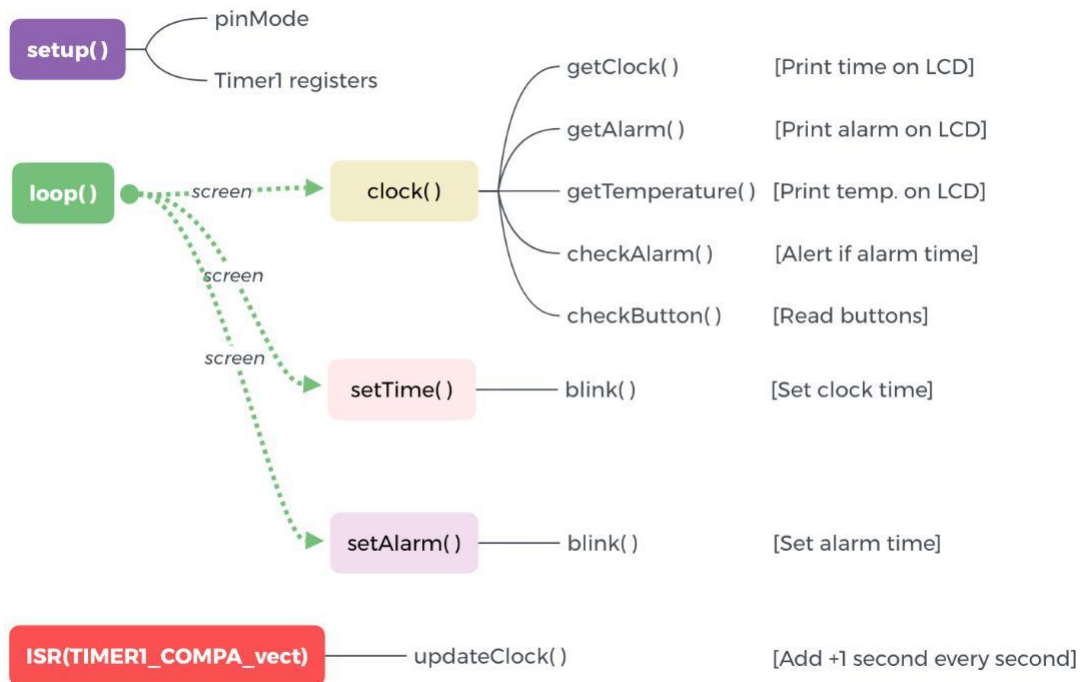 setup( )
pinMode
Timer1 registers
loop( )
screen
screen
screen
clock( )
getClock( ) [Print time on LCD]
getAlarm( ) [Print alarm on LCD]
getTemperature( ) [Print temp. on LCD]
checkAlarm( ) [Alert if alarm time]
checkButton( ) [Read buttons]
setTime( ) blink( ) [Set clock time]
setAlarm( ) blink( ) [Set alarm time]
ISR(TIMER1_COMPA_vect) updateClock( ) [Add +1 second every second]